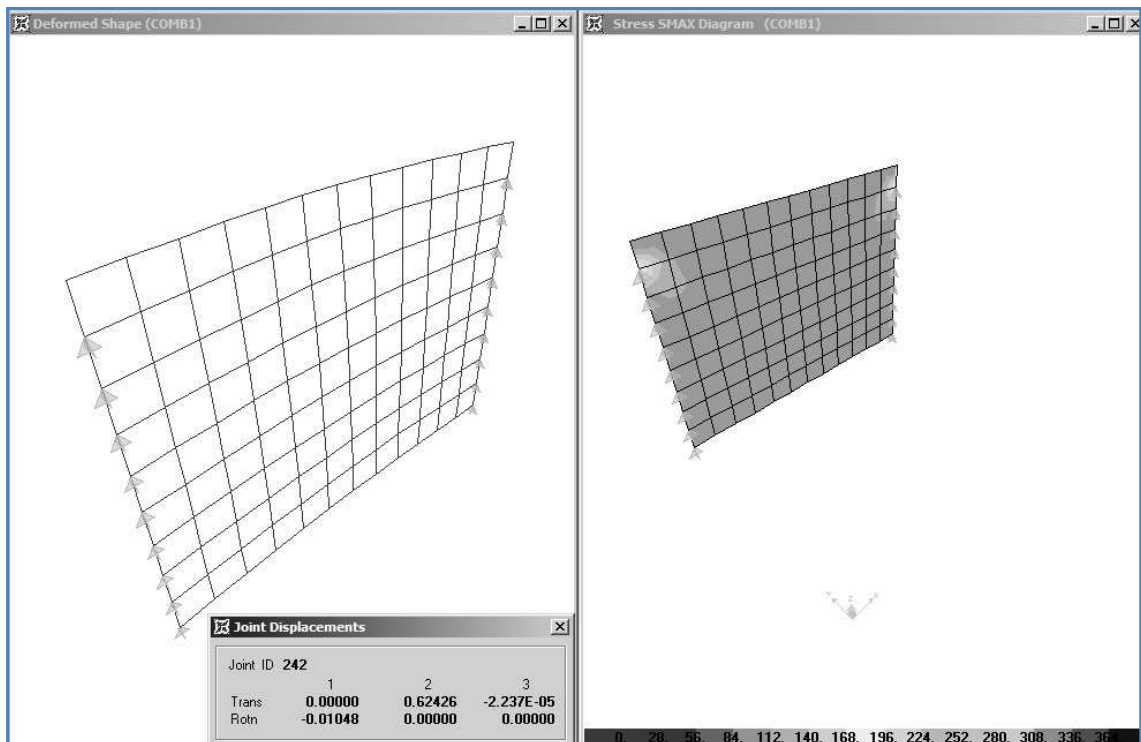 Deformed Shape (COMB1)
Stress SMAX Diagram (COMB1)
Joint Displacements
Joint ID 242
1 2 3
Trans 0.00000 0.62426 -2.237E-05
Rotn -0.01048 0.00000 0.00000
0. 28. 56. 84. 112. 140. 168. 196. 224. 252. 280. 308. 336. 364.